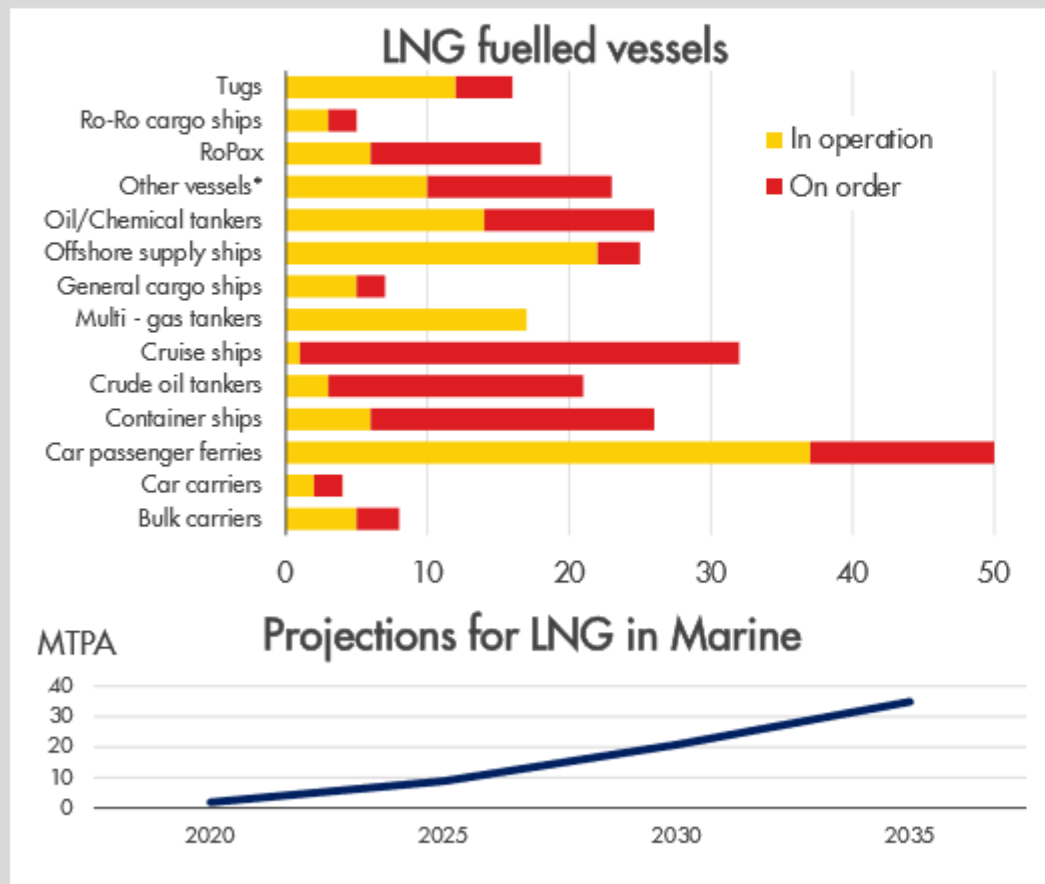 LNG fuelled vessels
Tugs
Ro-Ro cargo ships
RoPax
Other vessels*
Oil/Chemical tankers
Offshore supply ships
General cargo ships
Multi - gas tankers
Cruise ships
Crude oil tankers
Container ships
Car passenger ferries
Car carriers
Bulk carriers
In operation
On order
0 10 20 30 40 50
Projections for LNG in Marine
MTPA
40
30
20
10
0
2020 2025 2030 2035